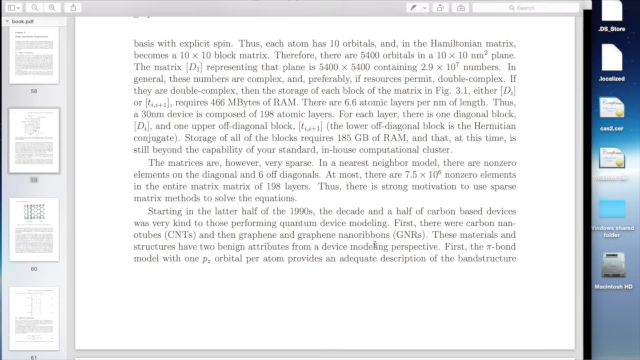 book.pdf
58
59
60
61
basis with explicit spin. Thus, each atom has 10 orbitals, and, in the Hamiltonian matrix,
becomes a 10 × 10 block matrix. Therefore, there are 5400 orbitals in a 10 × 10 nm² plane.
The matrix [D₁] representing that plane is 5400 × 5400 containing 2.9 × 10⁷ numbers. In
general, these numbers are complex, and, preferably, if resources permit, double-complex. If
they are double-complex, then the storage of each block of the matrix in Fig. 3.1, either [Dᵢ]
or [tᵢ,ᵢ₊₁], requires 466 MBytes of RAM. There are 6.6 atomic layers per nm of length. Thus,
a 30nm device is composed of 198 atomic layers. For each layer, there is one diagonal block,
[Dᵢ], and one upper off-diagonal block, [tᵢ,ᵢ₊₁] (the lower off-diagonal block is the Hermitian
conjugate). Storage of all of the blocks requires 185 GB of RAM, and that, at this time, is
still beyond the capability of your standard, in-house computational cluster.
The matrices are, however, very sparse. In a nearest neighbor model, there are nonzero
elements on the diagonal and 6 off diagonals. At most, there are 7.5 × 10⁶ nonzero elements
in the entire matrix matrix of 198 layers. Thus, there is strong motivation to use sparse
matrix methods to solve the equations.
Starting in the latter half of the 1990s, the decade and a half of carbon based devices
was very kind to those performing quantum device modeling. First, there were carbon nan-
otubes (CNTs) and then graphene and graphene nanoribbons (GNRs). These materials and
structures have two benign attributes from a device modeling perspective. First, the π-bond
model with one p_z orbital per atom provides an adequate description of the bandstructure
Search
.DS_Store
.localized
cas2.cer
Windows shared
folder
Macintosh HD